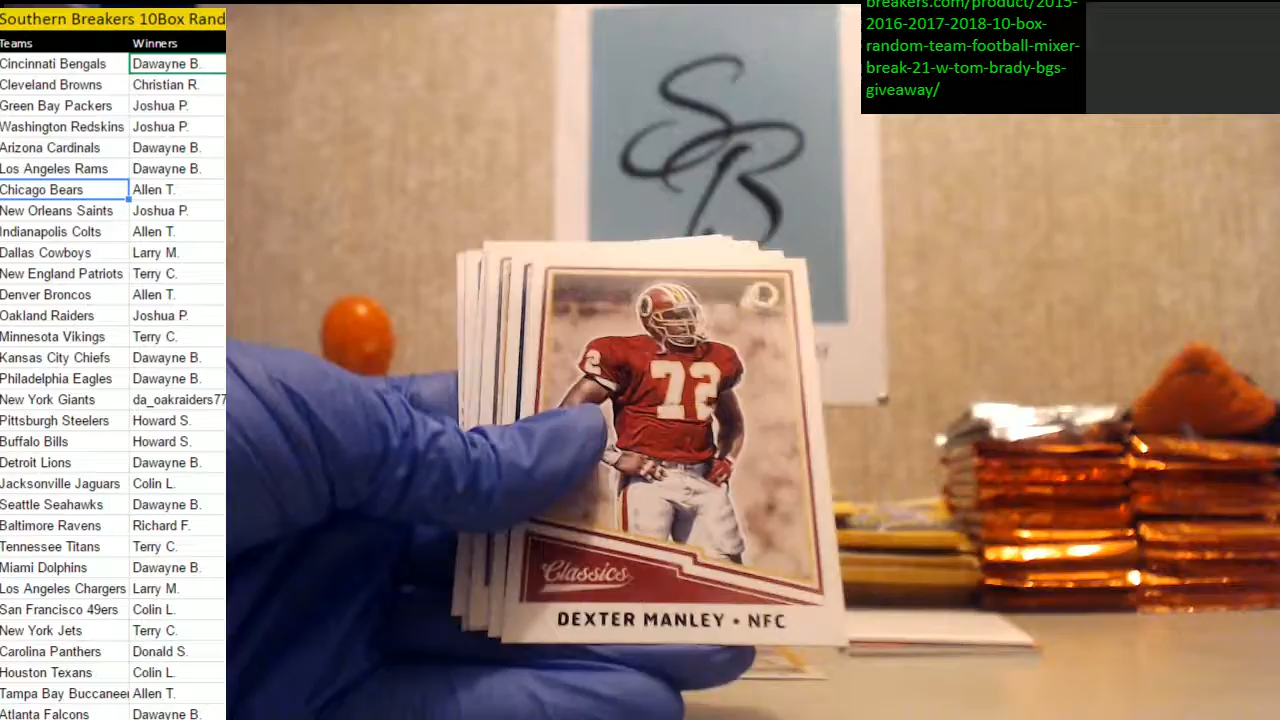 Southern Breakers 10Box Rand
Teams Winners
Cincinnati Bengals Dawayne B.
Cleveland Browns Christian R.
Green Bay Packers Joshua P.
Washington Redskins Joshua P.
Arizona Cardinals Dawayne B.
Los Angeles Rams Dawayne B.
Chicago Bears Allen T.
New Orleans Saints Joshua P.
Indianapolis Colts Allen T.
Dallas Cowboys Larry M.
New England Patriots Terry C.
Denver Broncos Allen T.
Oakland Raiders Joshua P.
Minnesota Vikings Terry C.
Kansas City Chiefs Dawayne B.
Philadelphia Eagles Dawayne B.
New York Giants da_oakraiders77
Pittsburgh Steelers Howard S.
Buffalo Bills Howard S.
Detroit Lions Dawayne B.
Jacksonville Jaguars Colin L.
Seattle Seahawks Dawayne B.
Baltimore Ravens Richard F.
Tennessee Titans Terry C.
Miami Dolphins Dawayne B.
Los Angeles Chargers Larry M.
San Francisco 49ers Colin L.
New York Jets Terry C.
Carolina Panthers Donald S.
Houston Texans Colin L.
Tampa Bay Buccaneer Allen T.
Atlanta Falcons Dawayne B.
breakers.com/product/2015-
2016-2017-2018-10-box-
random-team-football-mixer-
break-21-w-tom-brady-bgs-
giveaway/
SB
72
2
Classics
DEXTER MANLEY • NFC